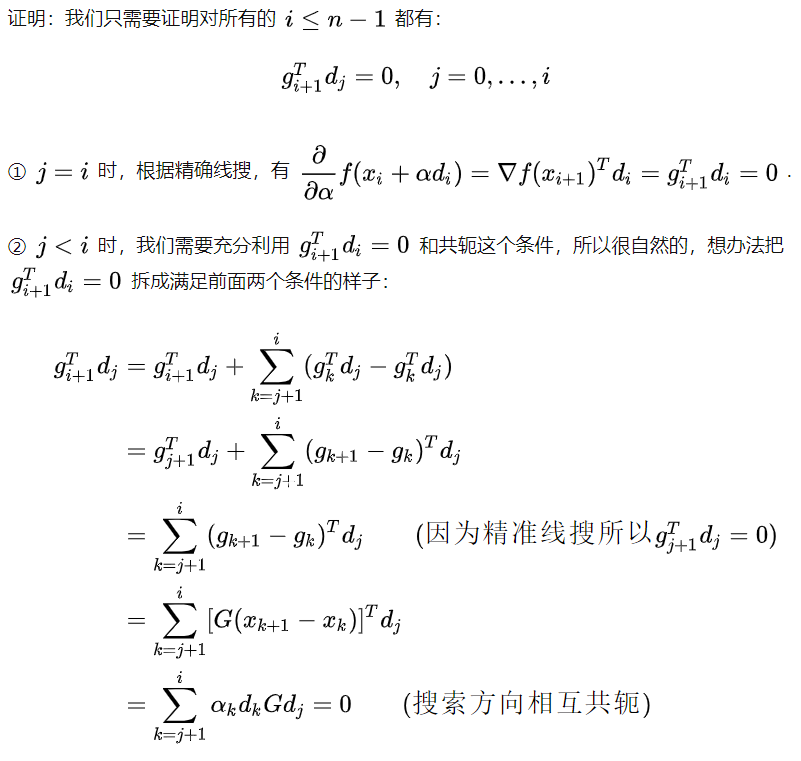 证明：我们只需要证明对所有的 $i \leq n-1$ 都有：
$g_{i+1}^T d_j = 0, \quad j = 0, \ldots, i$
① $j = i$ 时，根据精确线搜，有 $\frac{\partial}{\partial \alpha} f(x_i + \alpha d_i) = \nabla f(x_{i+1})^T d_i = g_{i+1}^T d_i = 0$ .
② $j < i$ 时，我们需要充分利用 $g_{i+1}^T d_i = 0$ 和共轭这个条件，所以很自然的，想办法把
$g_{i+1}^T d_i = 0$ 拆成满足前面两个条件的样子：
$g_{i+1}^T d_j = g_{i+1}^T d_j + \sum_{k=j+1}^{i} (g_k^T d_j - g_k^T d_j)$
$= g_{j+1}^T d_j + \sum_{k=j+1}^{i} (g_{k+1} - g_k)^T d_j$
$= \sum_{k=j+1}^{i} (g_{k+1} - g_k)^T d_j \quad (因为精准线搜所以 g_{j+1}^T d_j = 0)$
$= \sum_{k=j+1}^{i} [G(x_{k+1} - x_k)]^T d_j$
$= \sum_{k=j+1}^{i} \alpha_k d_k G d_j = 0 \quad (搜索方向相互共轭)$